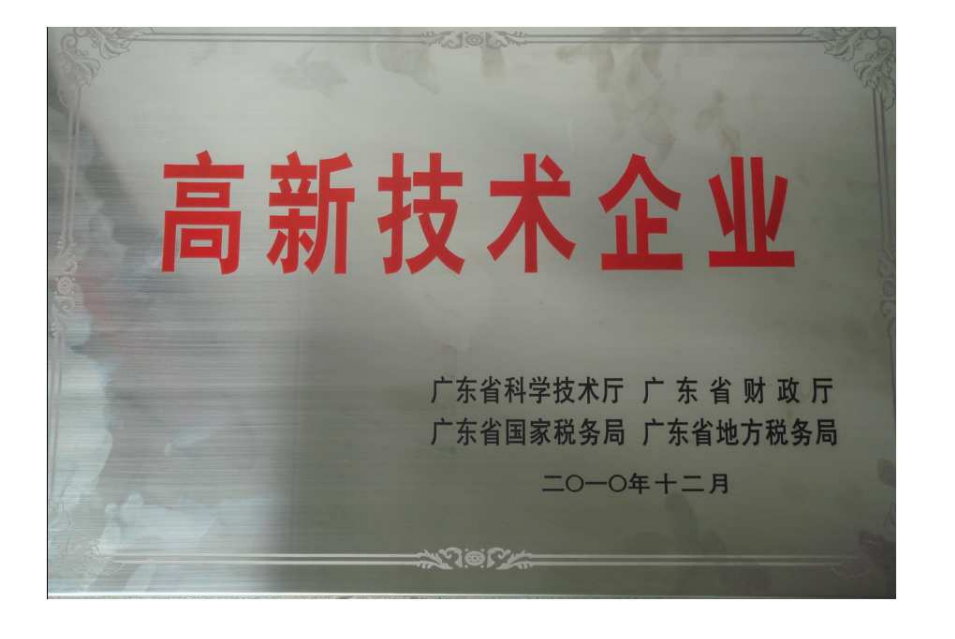 高新技术企业
广东省科学技术厅 广东省财政厅
广东省国家税务局 广东省地方税务局
二〇一〇年十二月